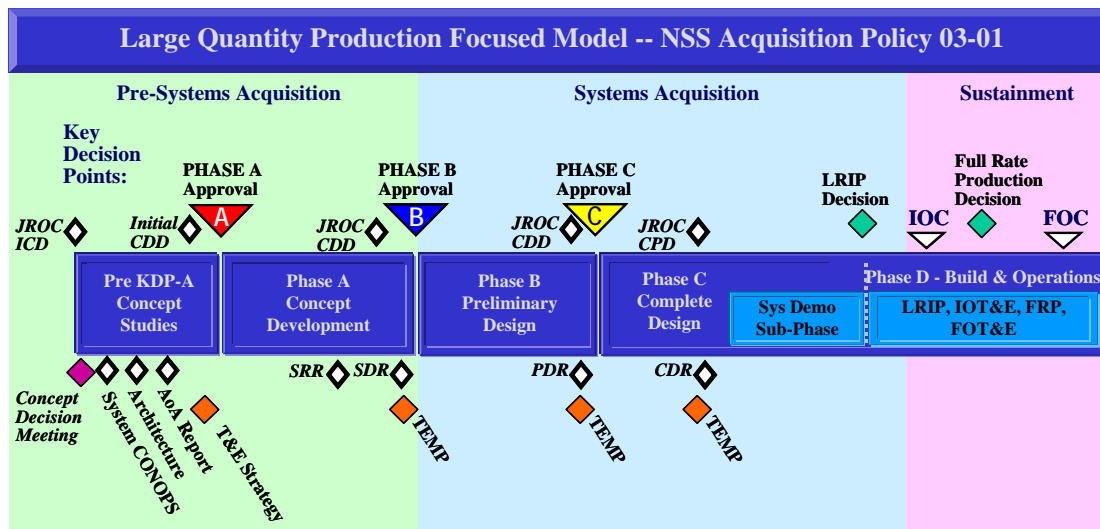 Large Quantity Production Focused Model -- NSS Acquisition Policy 03-01
Pre-Systems Acquisition
Systems Acquisition
Sustainment
Key
Decision
Points:
PHASE A
Approval
PHASE B
Approval
PHASE C
Approval
LRIP
Decision
Full Rate
Production
Decision
JROC
ICD
Initial
CDD
A
JROC
CDD
B
JROC
CDD
C
JROC
CPD
IOC
FOC
Pre KDP-A
Concept
Studies
Phase A
Concept
Development
Phase B
Preliminary
Design
Phase C
Complete
Design
Sys Demo
Sub-Phase
Phase D - Build & Operations
LRIP, IOT&E, FRP,
FOT&E
Concept
Decision
Meeting
System CONOPS
Architecture
AoA Report
T&E Strategy
SRR
SDR
TEMP
PDR
TEMP
CDR
TEMP